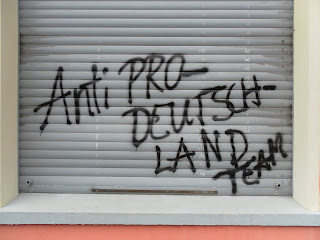 Anti PRO-
DEUTSCH-
LAND
TEAM